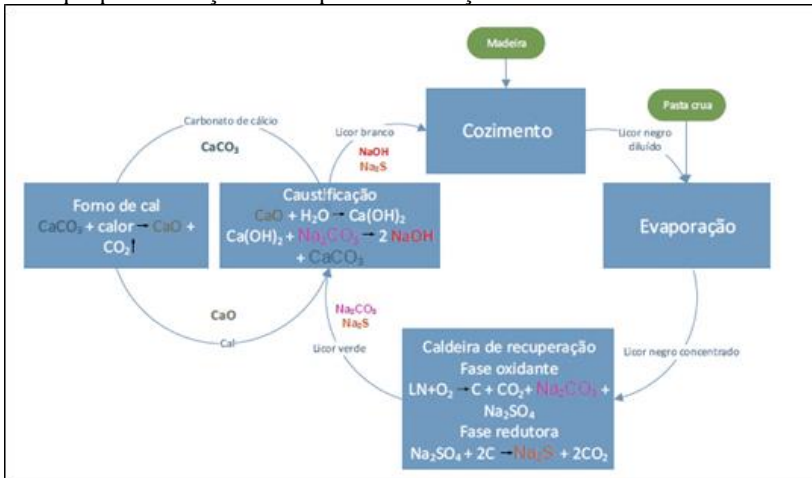 Madeira
Pasta crua
Carbonato de cálcio
CaCO₃
Licor branco
NaOH
Na₂S
Cozimento
Licor negro
diluído
Forno de cal
CaCO₃ + calor → CaO +
CO₂↑
Caustificação
CaO + H₂O → Ca(OH)₂
Ca(OH)₂ + Na₂CO₃ → 2 NaOH
+ CaCO₃
Evaporação
CaO
Cal
Na₂CO₃
Na₂S
Licor verde
Caldeira de recuperação
Fase oxidante
LN+O₂ →C + CO₂+ Na₂CO₃ +
Na₂SO₄
Fase redutora
Na₂SO₄ + 2C →Na₂S + 2CO₂
Licor negro concentrado